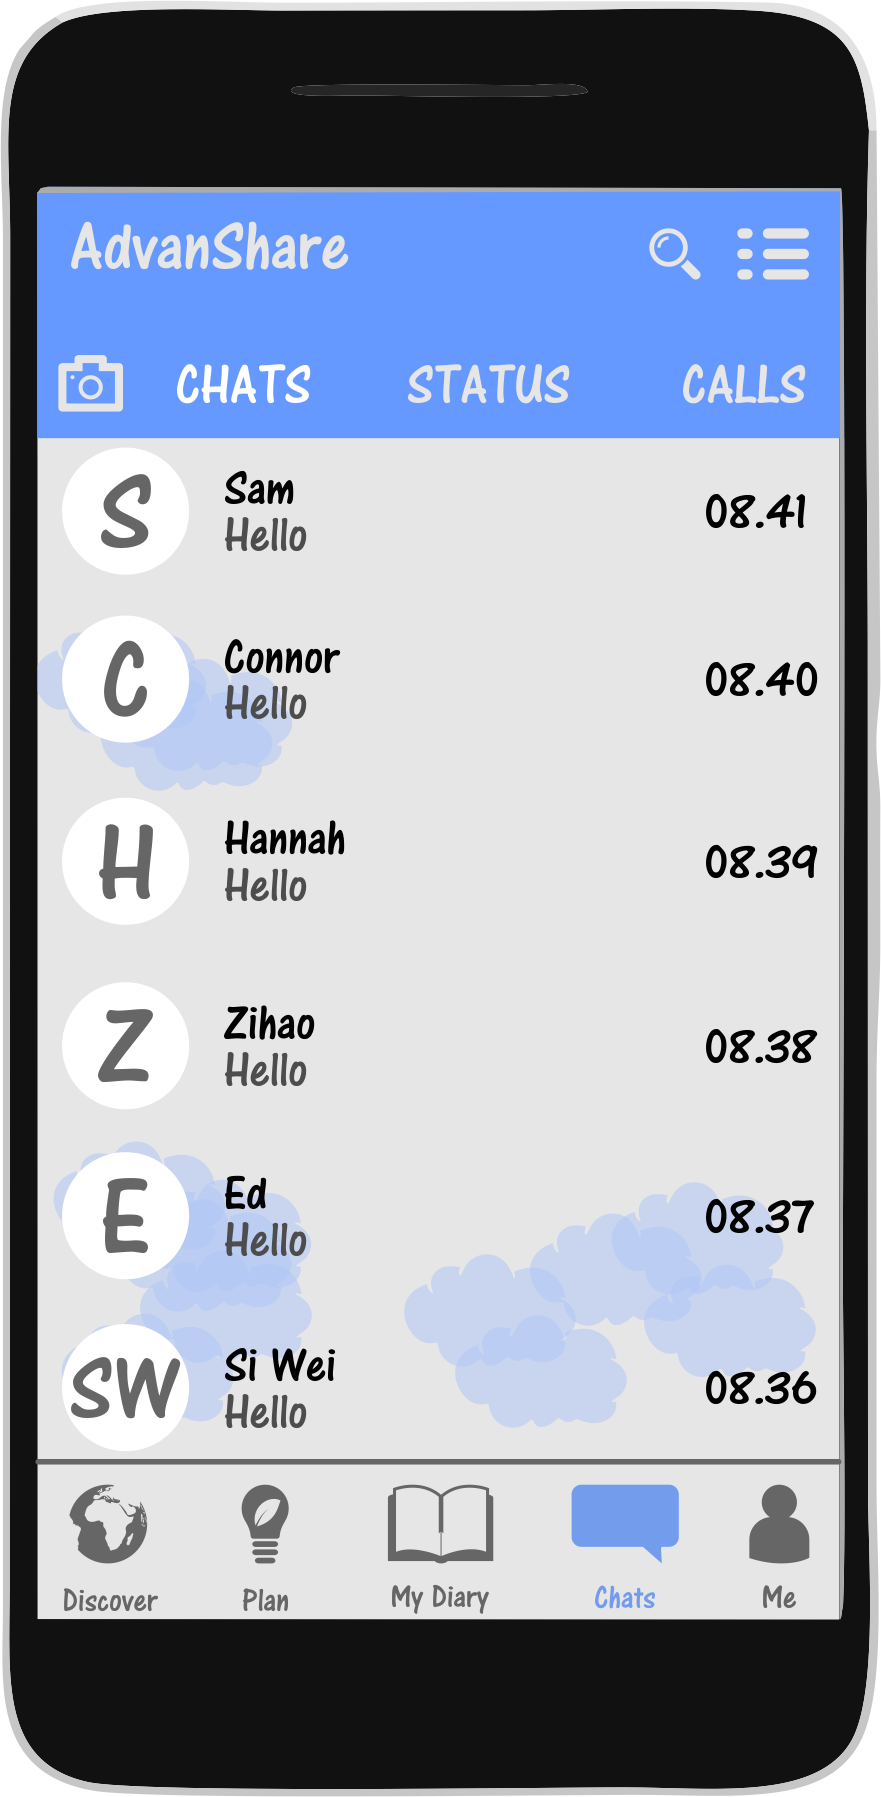 AdvanShare
CHATS STATUS CALLS
S Sam 08.41
Hello
C Connor 08.40
Hello
H Hannah 08.39
Hello
Z Zihao 08.38
Hello
E Ed 08.37
Hello
SW Si Wei 08.36
Hello
Discover Plan My Diary Chats Me